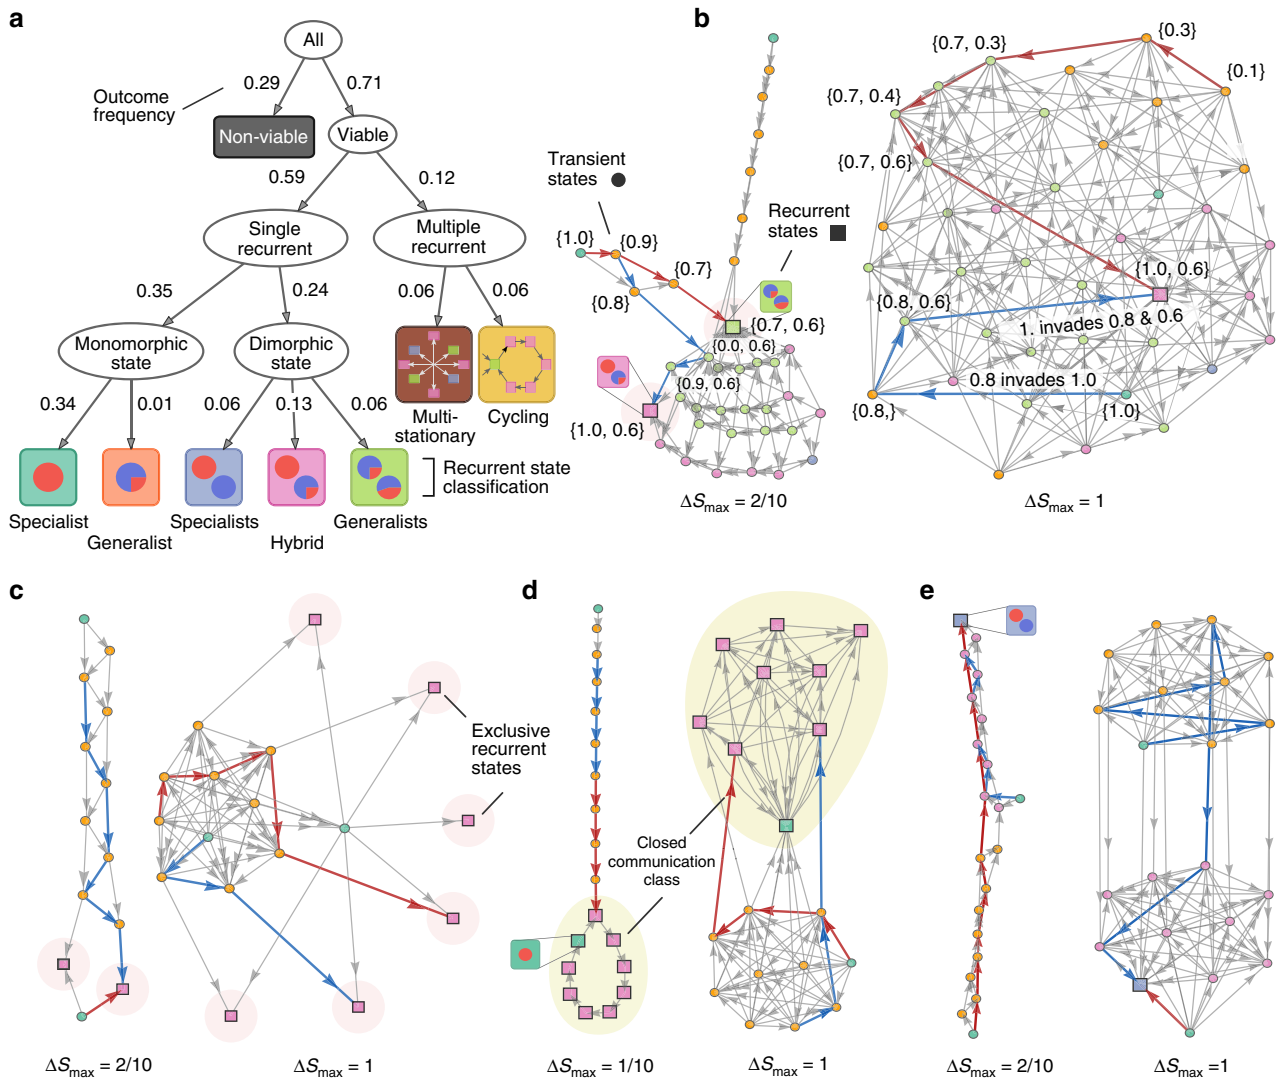 a
All
0.29
0.71
Outcome
frequency
Non-viable
Viable
0.59
0.12
Single
recurrent
Multiple
recurrent
0.35
0.24
0.06
0.06
Monomorphic
state
Dimorphic
state
Multi-
stationary
Cycling
0.34
0.01
0.06
0.13
0.06
Recurrent state
classification
Specialist
Generalist
Specialists
Hybrid
Generalists
b
Transient
states
Recurrent
states
{1.0}
{0.9}
{0.7}
{0.8}
{0.7, 0.6}
{0.0, 0.6}
{0.9, 0.6}
{1.0, 0.6}
ΔSmax = 2/10
{0.7, 0.3}
{0.3}
{0.1}
{0.7, 0.4}
{0.7, 0.6}
{1.0, 0.6}
{0.8, 0.6}
1. invades 0.8 & 0.6
0.8 invades 1.0
{0.8,}
{1.0}
ΔSmax = 1
c
Exclusive
recurrent
states
ΔSmax = 2/10
ΔSmax = 1
d
Closed
communication
class
ΔSmax = 1/10
ΔSmax = 1
e
ΔSmax = 2/10
ΔSmax =1